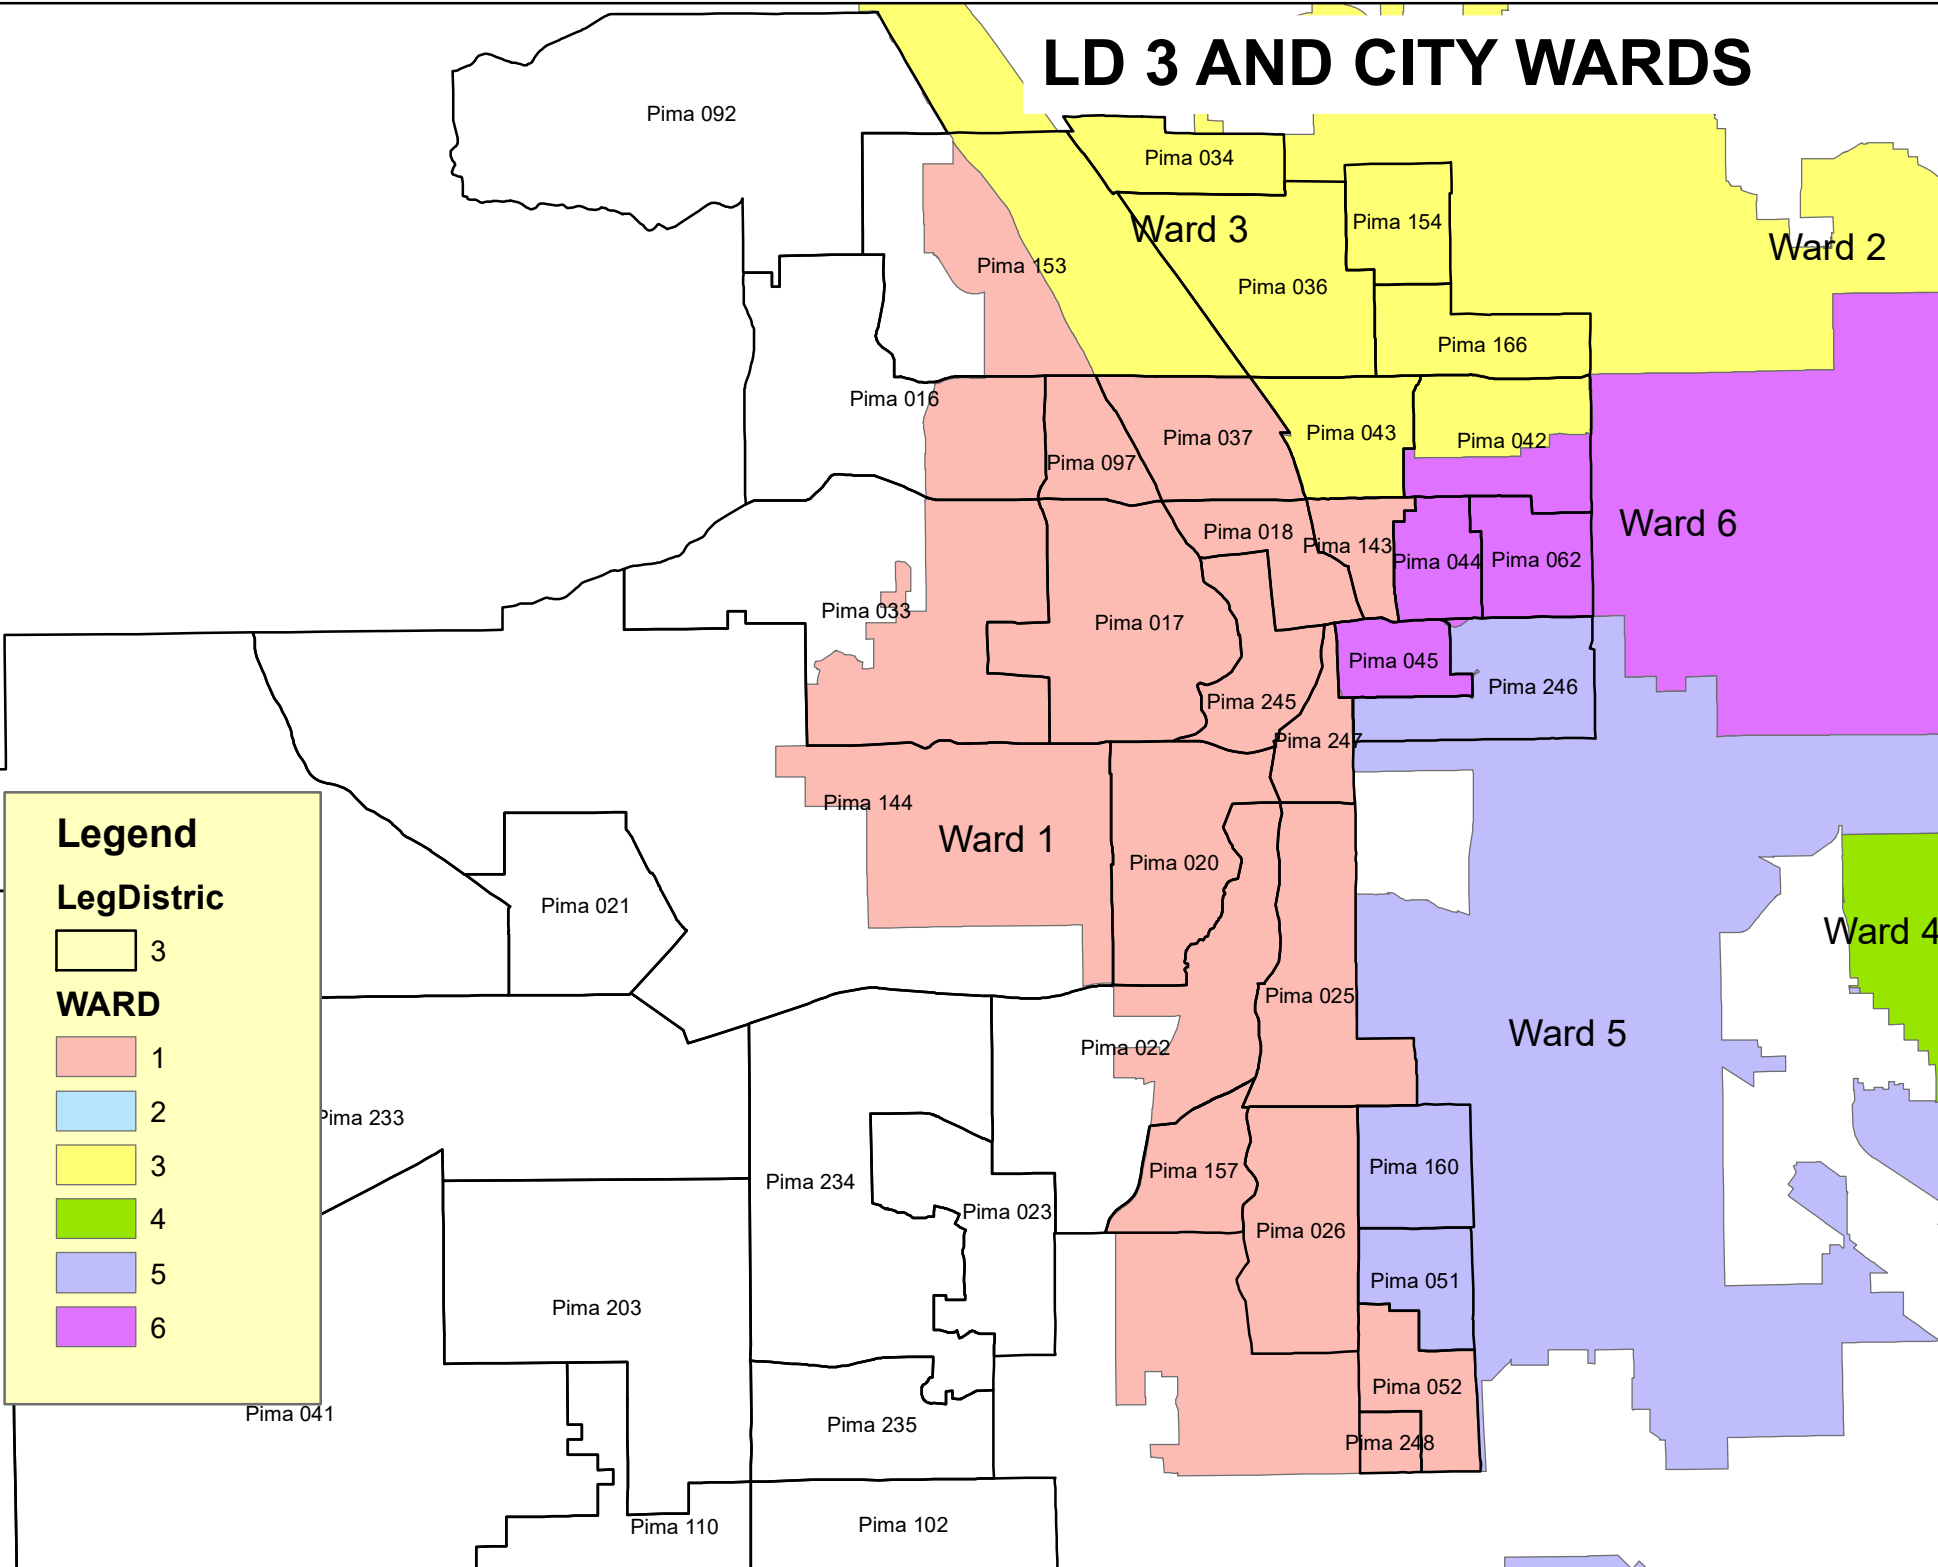 LD 3 AND CITY WARDS
Pima 092
Pima 034
Pima 154
Ward 3
Ward 2
Pima 153
Pima 036
Pima 166
Pima 016
Pima 037
Pima 043
Pima 042
Pima 097
Ward 6
Pima 018
Pima 143
Pima 044
Pima 062
Pima 033
Pima 017
Pima 045
Pima 246
Pima 245
Pima 247
Pima 144
Ward 1
Pima 020
Pima 021
Ward 4
Pima 025
Ward 5
Pima 022
Pima 233
Pima 157
Pima 160
Pima 234
Pima 023
Pima 026
Pima 051
Pima 203
Pima 052
Pima 041
Pima 235
Pima 248
Pima 110
Pima 102
Legend
LegDistric
3
WARD
1
2
3
4
5
6